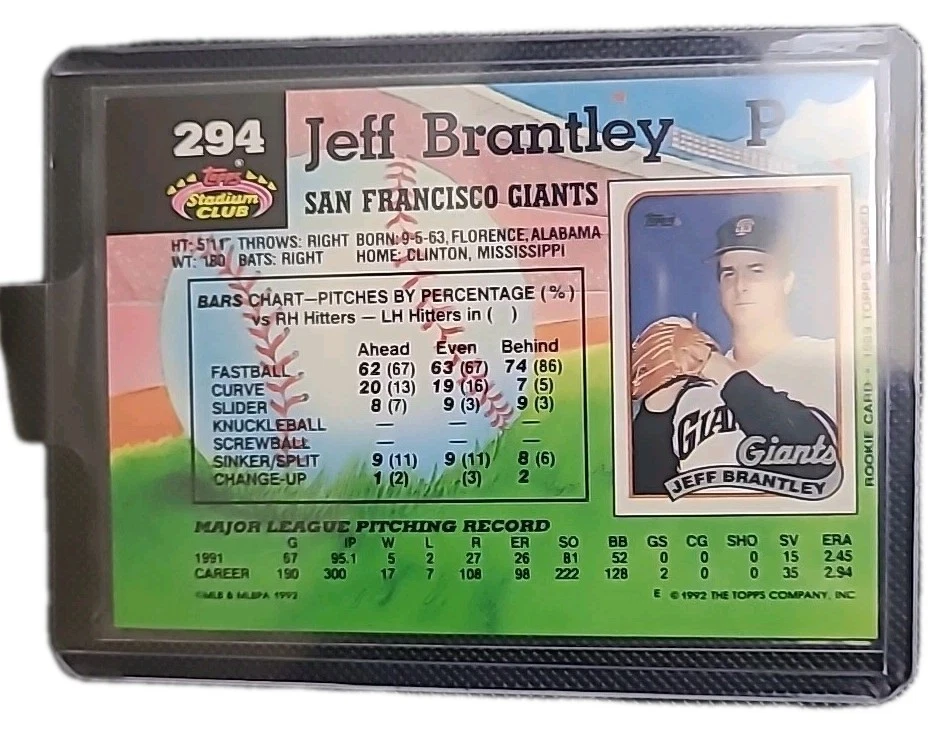 294
Jeff Brantley P
Topps
Stadium
CLUB
SAN FRANCISCO GIANTS
HT: 5'11" THROWS: RIGHT BORN: 9-5-63, FLORENCE, ALABAMA
WT: 180 BATS: RIGHT HOME: CLINTON, MISSISSIPPI
BARS CHART—PITCHES BY PERCENTAGE (%)
vs RH Hitters — LH Hitters in ( )
Ahead Even Behind
FASTBALL 62 (67) 63 (67) 74 (86)
CURVE 20 (13) 19 (16) 7 (5)
SLIDER 8 (7) 9 (3) 9 (3)
KNUCKLEBALL — — —
SCREWBALL — — —
SINKER/SPLIT 9 (11) 9 (11) 8 (6)
CHANGE-UP 1 (2) (3) 2
Topps
GIA
Giants
JEFF BRANTLEY
ROOKIE CARD • 1989 TOPPS TRADED
MAJOR LEAGUE PITCHING RECORD
G IP W L R ER SO BB GS CG SHO SV ERA
1991 67 95.1 5 2 27 26 81 52 0 0 0 15 2.45
CAREER 190 300 17 7 108 98 222 128 2 0 0 35 2.94
©MLB & MLBPA 1992
E © 1992 THE TOPPS COMPANY, INC